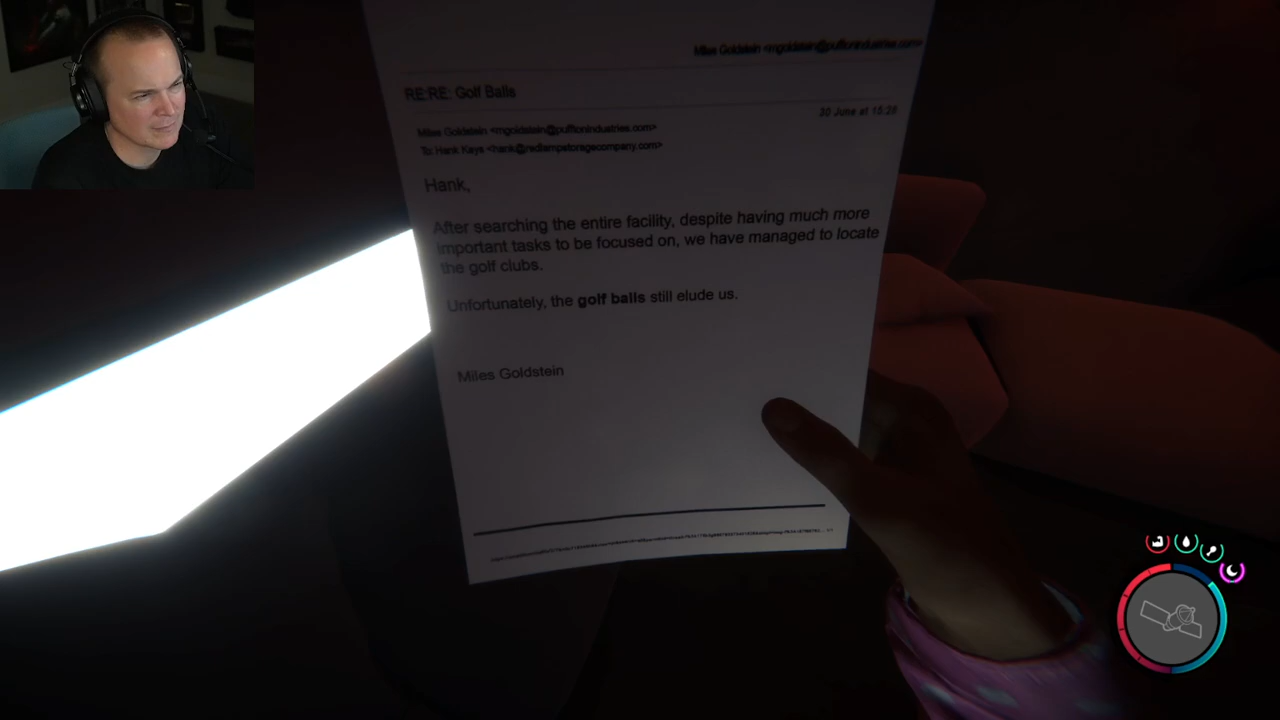 Miles Goldstein <mgoldstein@pufftonindustries.com>
RE:RE: Golf Balls
30 June at 15:28
Miles Goldstein <mgoldstein@pufftonindustries.com>
To: Hank Keys <hank@redlampstoragecompany.com>
Hank,
After searching the entire facility, despite having much more
important tasks to be focused on, we have managed to locate
the golf clubs.
Unfortunately, the golf balls still elude us.
Miles Goldstein